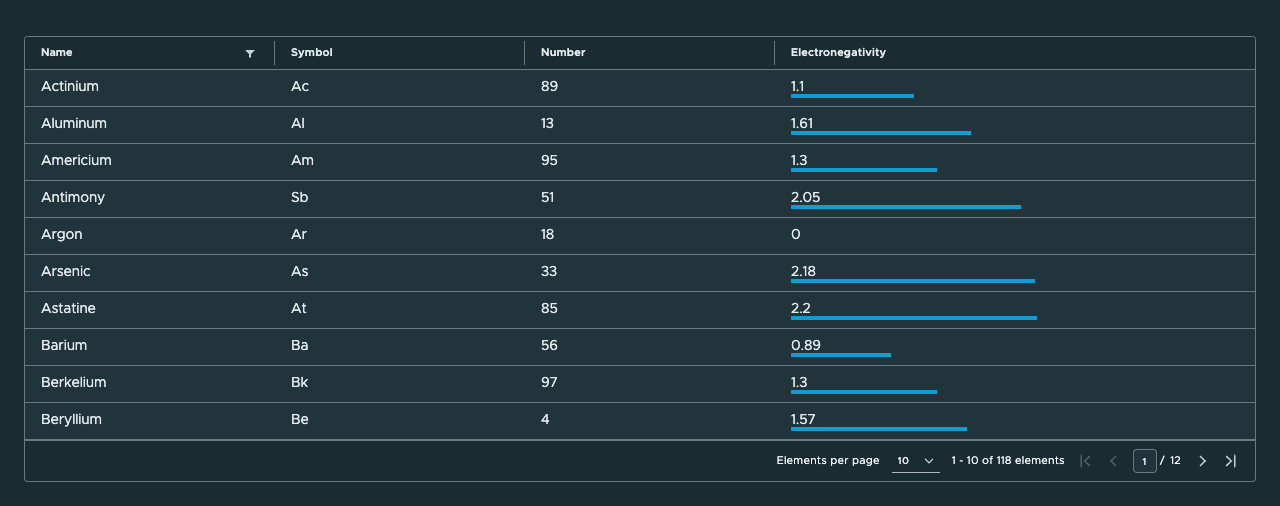 Name Symbol Number Electronegativity
Actinium Ac 89 1.1
Aluminum Al 13 1.61
Americium Am 95 1.3
Antimony Sb 51 2.05
Argon Ar 18 0
Arsenic As 33 2.18
Astatine At 85 2.2
Barium Ba 56 0.89
Berkelium Bk 97 1.3
Beryllium Be 4 1.57
Elements per page 10 1 - 10 of 118 elements 1 / 12